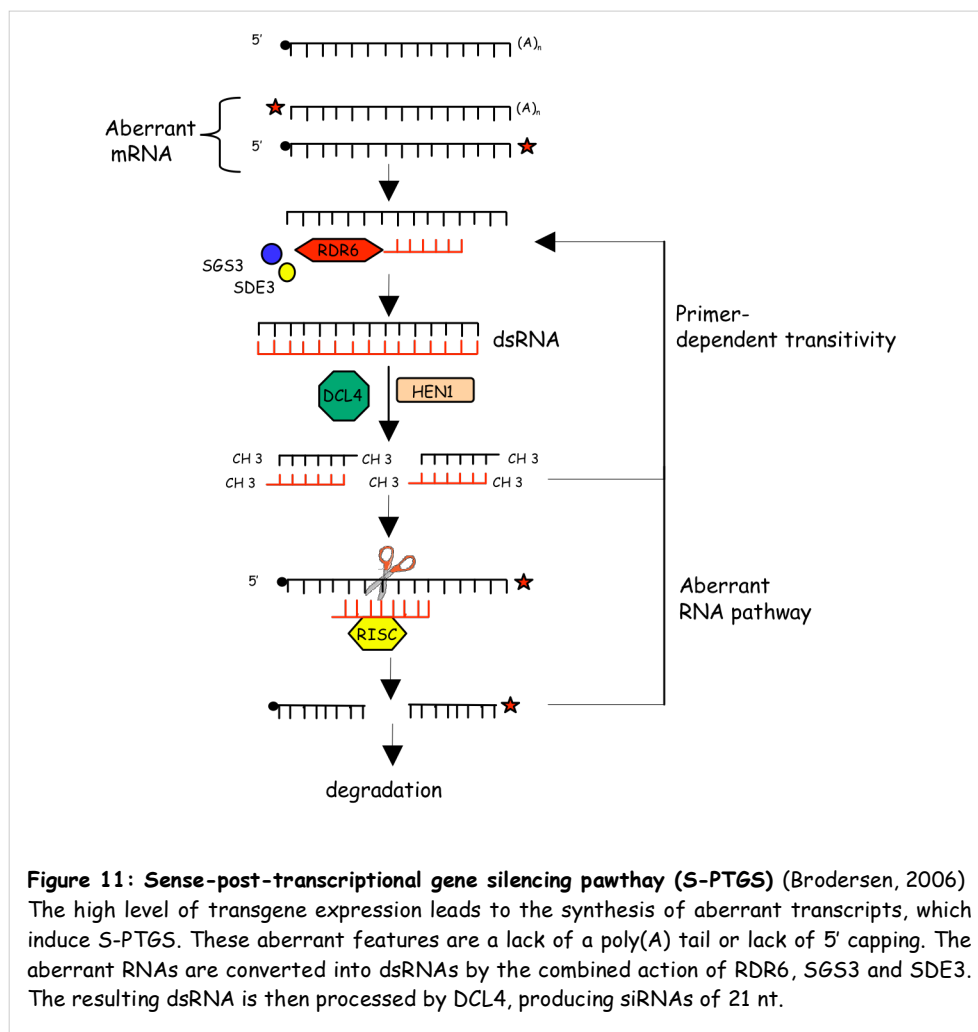 5' (A)n
(A)n
Aberrant
mRNA
5'
RDR6
SGS3
SDE3
dsRNA
Primer-
dependent transitivity
DCL4 HEN1
CH 3 CH 3 CH 3
CH 3 CH 3 CH 3
5'
RISC
Aberrant
RNA pathway
degradation
Figure 11: Sense-post-transcriptional gene silencing pawthay (S-PTGS) (Brodersen, 2006)
The high level of transgene expression leads to the synthesis of aberrant transcripts, which
induce S-PTGS. These aberrant features are a lack of a poly(A) tail or lack of 5' capping. The
aberrant RNAs are converted into dsRNAs by the combined action of RDR6, SGS3 and SDE3.
The resulting dsRNA is then processed by DCL4, producing siRNAs of 21 nt.